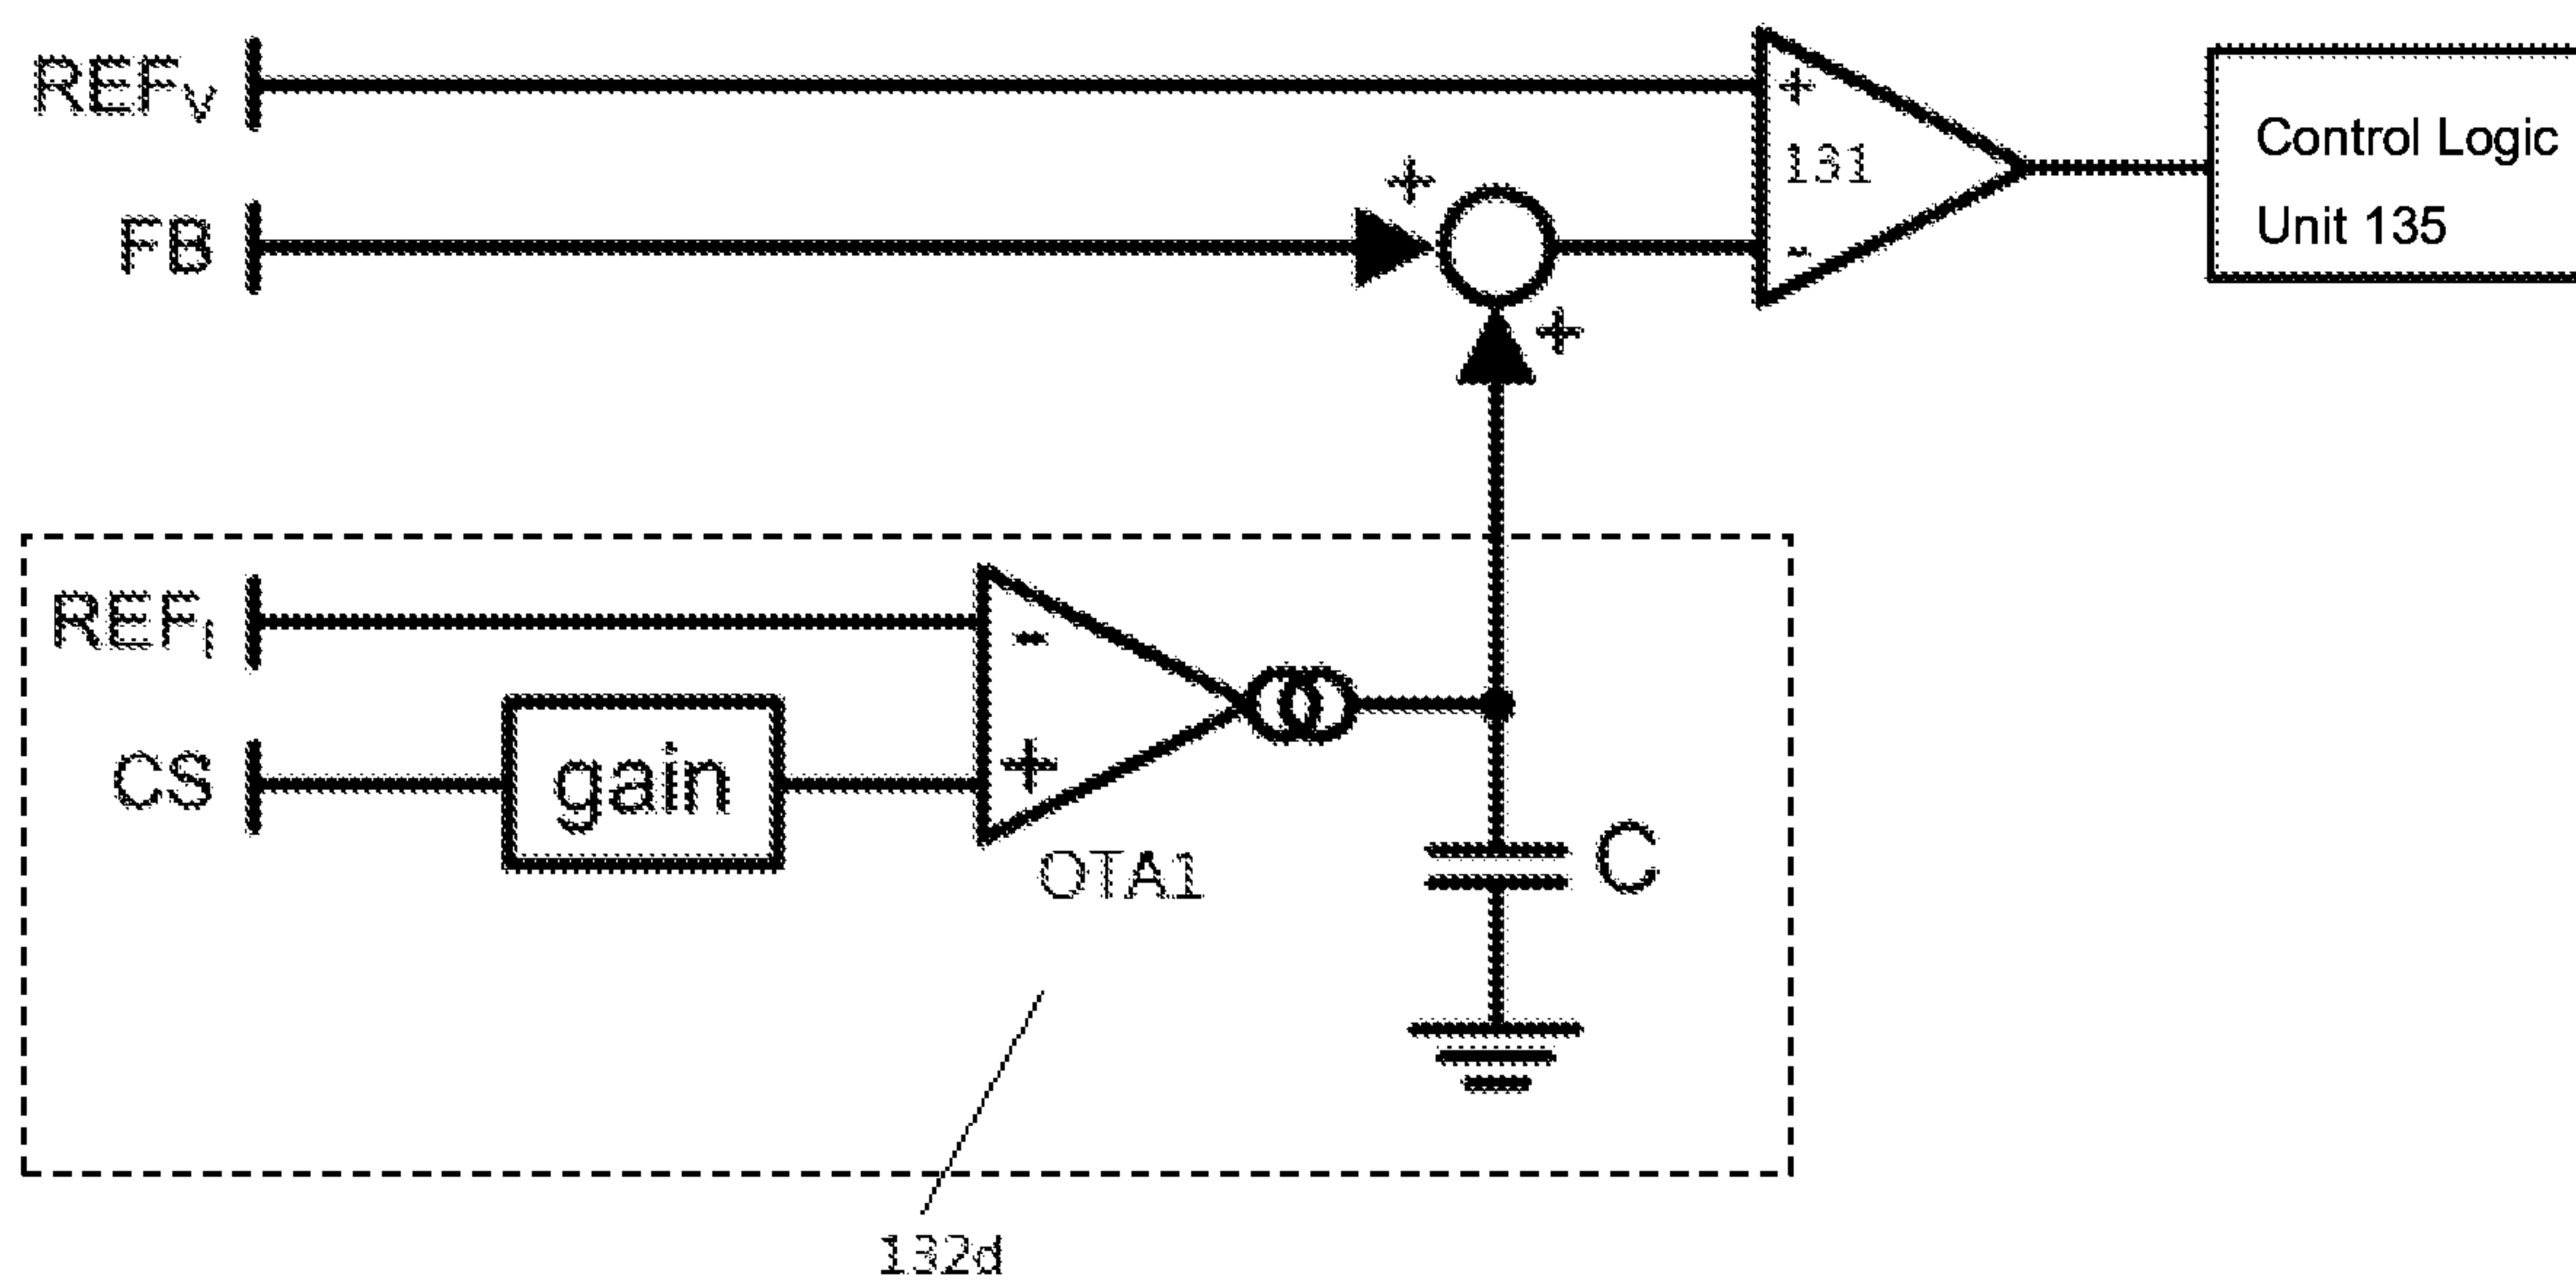 REFV
+
131
-
Control Logic
Unit 135
FB
+
+
REFI
-
CS
gain
+
OTA1
C
132d